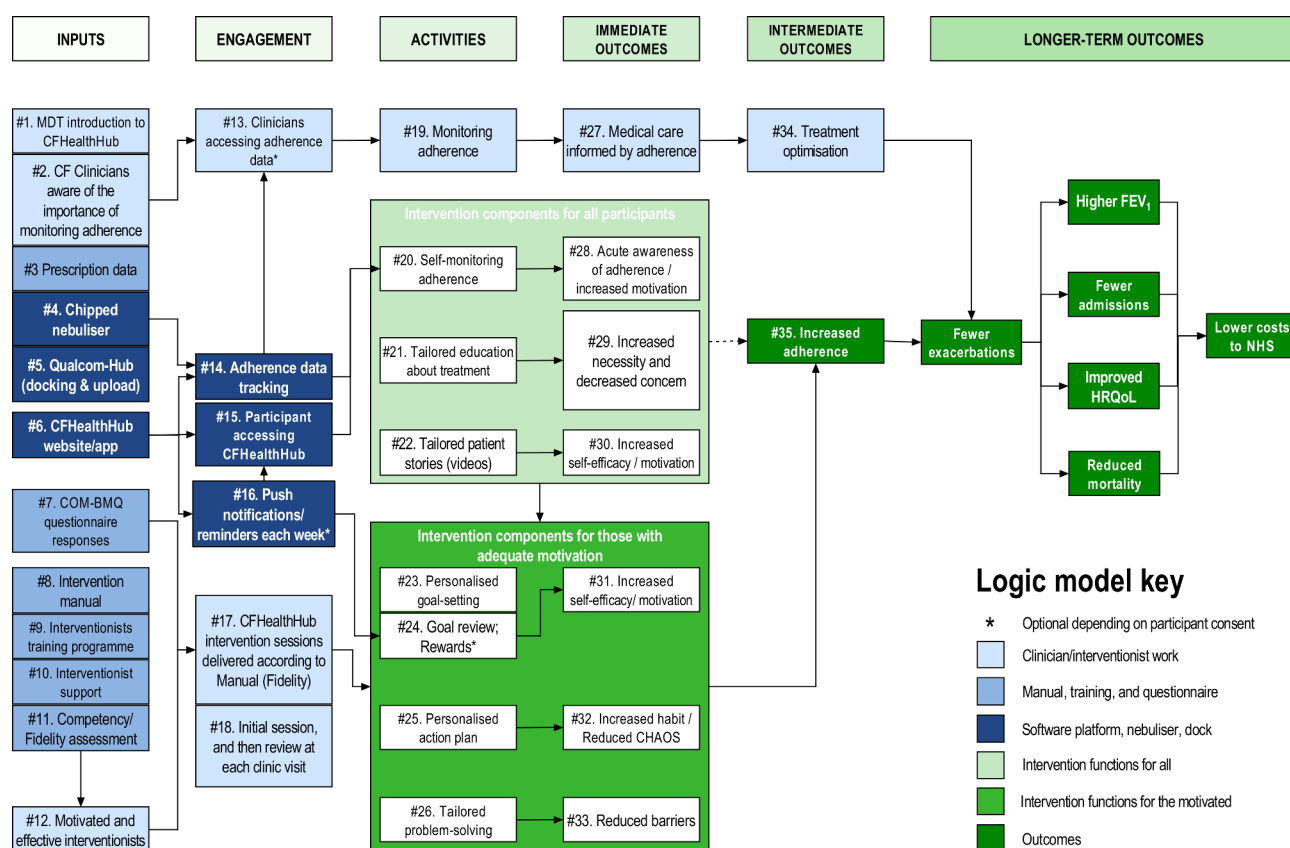 INPUTS
ENGAGEMENT
ACTIVITIES
IMMEDIATE
OUTCOMES
INTERMEDIATE
OUTCOMES
LONGER-TERM OUTCOMES
#1. MDT introduction to
CFHealthHub
#2. CF Clinicians
aware of the
importance of
monitoring adherence
#3 Prescription data
#4. Chipped
nebuliser
#5. Qualcom-Hub
(docking & upload)
#6. CFHealthHub
website/app
#7. COM-BMQ
questionnaire
responses
#8. Intervention
manual
#9. Interventionists
training programme
#10. Interventionist
support
#11. Competency/
Fidelity assessment
#12. Motivated and
effective interventionists
#13. Clinicians
accessing adherence
data*
#14. Adherence data
tracking
#15. Participant
accessing
CFHealthHub
#16. Push
notifications/
reminders each week*
#17. CFHealthHub
intervention sessions
delivered according to
Manual (Fidelity)
#18. Initial session,
and then review at
each clinic visit
#19. Monitoring
adherence
#27. Medical care
informed by adherence
#34. Treatment
optimisation
Intervention components for all participants
#20. Self-monitoring
adherence
#28. Acute awareness
of adherence /
increased motivation
#21. Tailored education
about treatment
#29. Increased
necessity and
decreased concern
#22. Tailored patient
stories (videos)
#30. Increased
self-efficacy / motivation
Intervention components for those with
adequate motivation
#23. Personalised
goal-setting
#24. Goal review;
Rewards*
#31. Increased
self-efficacy/ motivation
#25. Personalised
action plan
#32. Increased habit /
Reduced CHAOS
#26. Tailored
problem-solving
#33. Reduced barriers
#35. Increased
adherence
Fewer
exacerbations
Higher FEV1
Fewer
admissions
Improved
HRQoL
Reduced
mortality
Lower costs
to NHS
Logic model key
* Optional depending on participant consent
Clinician/interventionist work
Manual, training, and questionnaire
Software platform, nebuliser, dock
Intervention functions for all
Intervention functions for the motivated
Outcomes